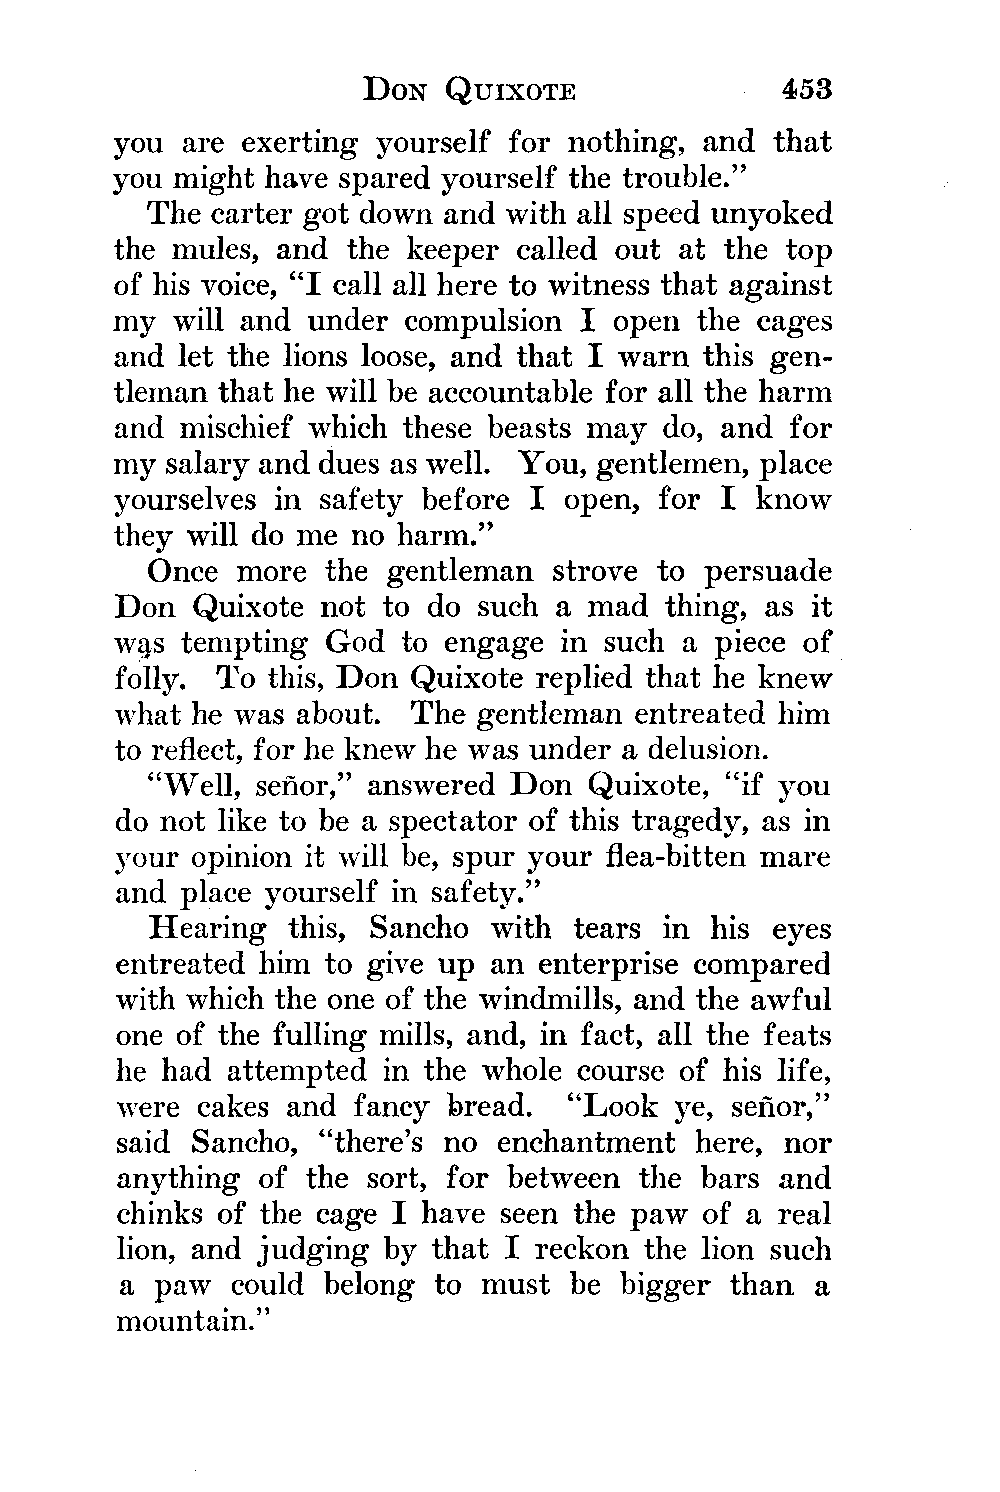 DON QUIXOTE 453
you are exerting yourself for nothing, and that
you might have spared yourself the trouble.”
The carter got down and with all speed unyoked
the mules, and the keeper called out at the top
of his voice, “I call all here to witness that against
my will and under compulsion I open the cages
and let the lions loose, and that I warn this gen-
tleman that he will be accountable for all the harm
and mischief which these beasts may do, and for
my salary and dues as well. You, gentlemen, place
yourselves in safety before I open, for I know
they will do me no harm.”
Once more the gentleman strove to persuade
Don Quixote not to do such a mad thing, as it
was tempting God to engage in such a piece of
folly. To this, Don Quixote replied that he knew
what he was about. The gentleman entreated him
to reflect, for he knew he was under a delusion.
“Well, señor,” answered Don Quixote, “if you
do not like to be a spectator of this tragedy, as in
your opinion it will be, spur your flea-bitten mare
and place yourself in safety.”
Hearing this, Sancho with tears in his eyes
entreated him to give up an enterprise compared
with which the one of the windmills, and the awful
one of the fulling mills, and, in fact, all the feats
he had attempted in the whole course of his life,
were cakes and fancy bread. “Look ye, señor,”
said Sancho, “there’s no enchantment here, nor
anything of the sort, for between the bars and
chinks of the cage I have seen the paw of a real
lion, and judging by that I reckon the lion such
a paw could belong to must be bigger than a
mountain.”